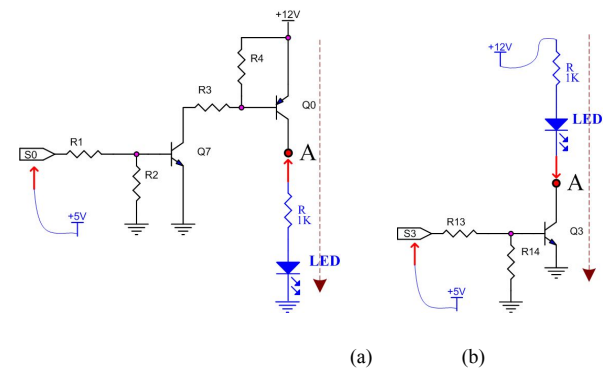 +12V
R4
R3
Q0
S0
R1
Q7
A
R2
R
1K
+5V
LED
+12V
R
1K
LED
A
S3
R13
Q3
R14
+5V
(a)
(b)